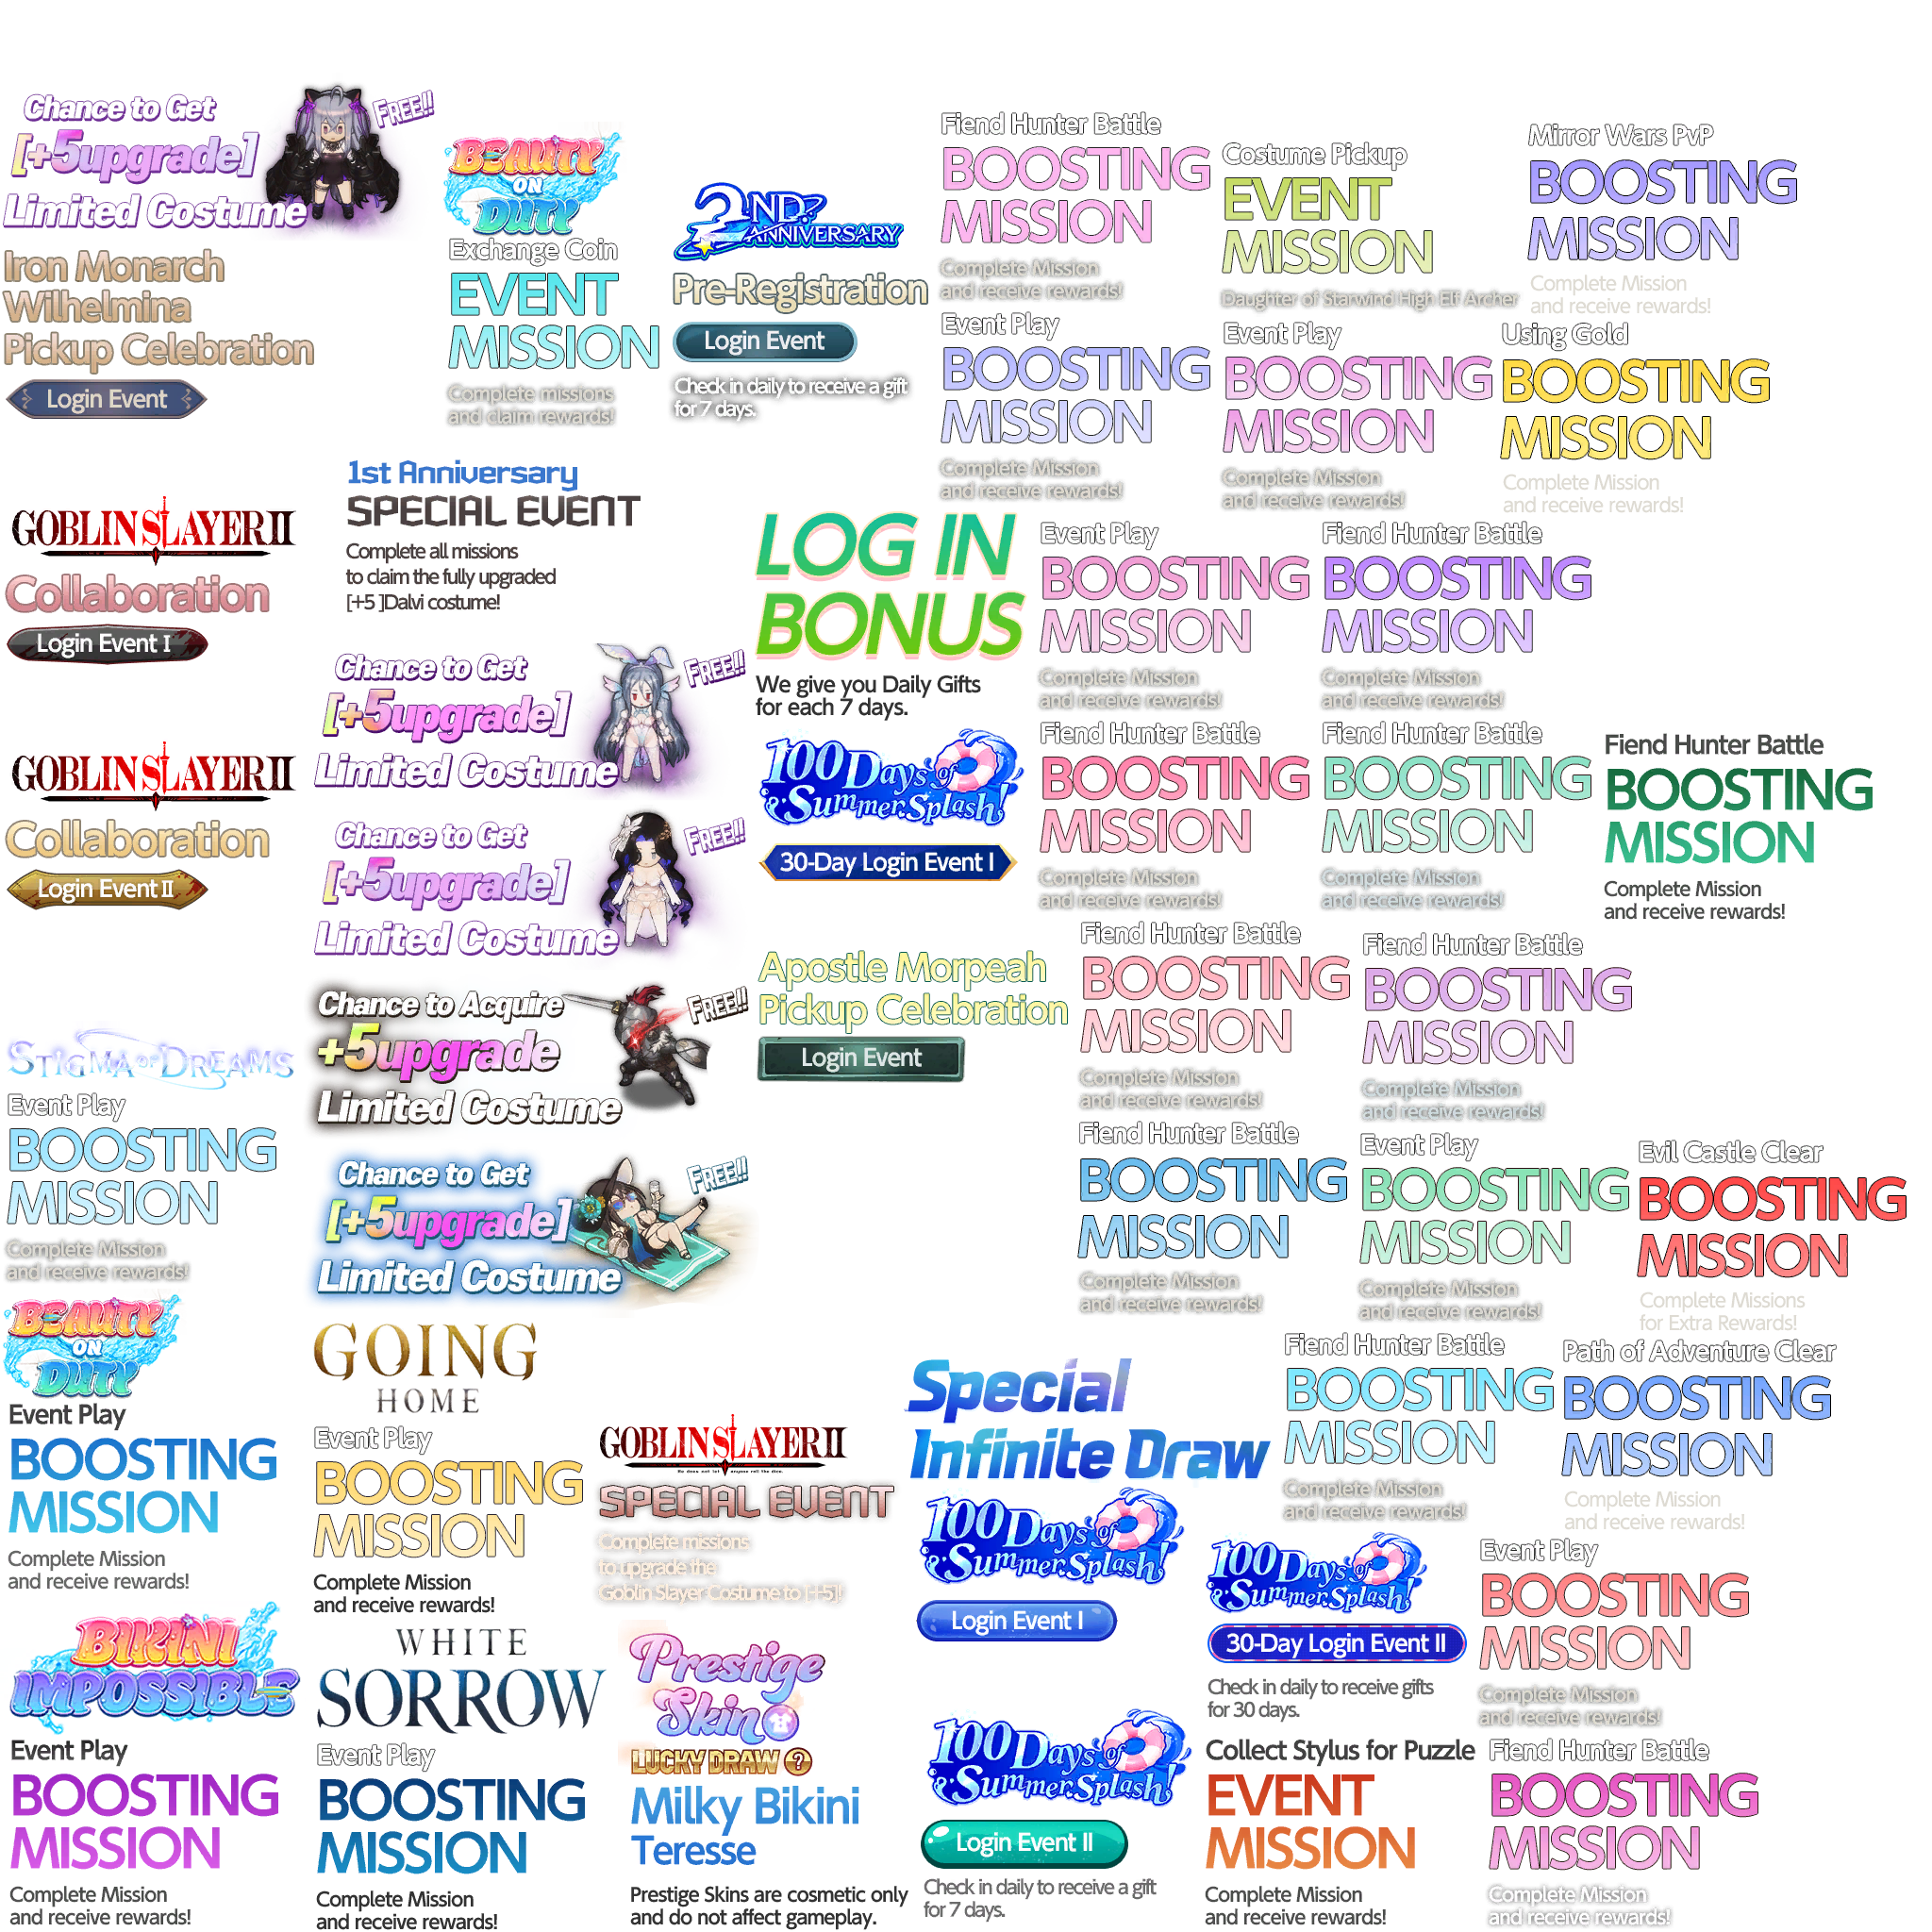 Chance to Get
[+5upgrade]
Limited Costume
FREE!!
Iron Monarch
Wilhelmina
Pickup Celebration
Login Event
BEAUTY
ON
DUTY
Exchange Coin
EVENT
MISSION
Complete missions
and claim rewards!
2ND
ANNIVERSARY
Pre-Registration
Login Event
Check in daily to receive a gift
for 7 days.
Fiend Hunter Battle
BOOSTING
MISSION
Complete Mission
and receive rewards!
Costume Pickup
EVENT
MISSION
Daughter of Starwind High Elf Archer
Mirror Wars PvP
BOOSTING
MISSION
Complete Mission
and receive rewards!
Event Play
BOOSTING
MISSION
Complete Mission
and receive rewards!
Event Play
BOOSTING
MISSION
Complete Mission
and receive rewards!
Using Gold
BOOSTING
MISSION
Complete Mission
and receive rewards!
GOBLIN SLAYER II
Collaboration
Login Event I
1st Anniversary
SPECIAL EVENT
Complete all missions
to claim the fully upgraded
[+5 ]Dalvi costume!
LOG IN
BONUS
We give you Daily Gifts
for each 7 days.
Event Play
BOOSTING
MISSION
Complete Mission
and receive rewards!
Fiend Hunter Battle
BOOSTING
MISSION
Complete Mission
and receive rewards!
Chance to Get
[+5upgrade]
Limited Costume
FREE!!
GOBLIN SLAYER II
Collaboration
Login Event II
Chance to Get
[+5upgrade]
Limited Costume
FREE!!
100 Days of
Summer Splash!
30-Day Login Event I
Fiend Hunter Battle
BOOSTING
MISSION
Complete Mission
and receive rewards!
Fiend Hunter Battle
BOOSTING
MISSION
Complete Mission
and receive rewards!
Fiend Hunter Battle
BOOSTING
MISSION
Complete Mission
and receive rewards!
Chance to Acquire
+5upgrade
Limited Costume
FREE!!
Apostle Morpeah
Pickup Celebration
Login Event
Fiend Hunter Battle
BOOSTING
MISSION
Complete Mission
and receive rewards!
Fiend Hunter Battle
BOOSTING
MISSION
Complete Mission
and receive rewards!
STIGMA OF DREAMS
Event Play
BOOSTING
MISSION
Complete Mission
and receive rewards!
Chance to Get
[+5upgrade]
Limited Costume
FREE!!
Fiend Hunter Battle
BOOSTING
MISSION
Complete Mission
and receive rewards!
Event Play
BOOSTING
MISSION
Complete Mission
and receive rewards!
Evil Castle Clear
BOOSTING
MISSION
Complete Missions
for Extra Rewards!
BEAUTY
ON
DUTY
Event Play
BOOSTING
MISSION
Complete Mission
and receive rewards!
GOING
HOME
Event Play
BOOSTING
MISSION
Complete Mission
and receive rewards!
GOBLIN SLAYER II
He does not let anyone roll the dice.
SPECIAL EVENT
Complete missions
to upgrade the
Goblin Slayer Costume to [+5]!
Special
Infinite Draw
Fiend Hunter Battle
BOOSTING
MISSION
Complete Mission
and receive rewards!
Path of Adventure Clear
BOOSTING
MISSION
Complete Mission
and receive rewards!
100 Days of
Summer Splash!
Login Event I
100 Days of
Summer Splash!
30-Day Login Event II
Check in daily to receive gifts
for 30 days.
Event Play
BOOSTING
MISSION
Complete Mission
and receive rewards!
BIKINI
IMPOSSIBLE
Event Play
BOOSTING
MISSION
Complete Mission
and receive rewards!
WHITE
SORROW
Event Play
BOOSTING
MISSION
Complete Mission
and receive rewards!
Prestige
Skin
LUCKY DRAW ?
Milky Bikini
Teresse
Prestige Skins are cosmetic only
and do not affect gameplay.
100 Days of
Summer Splash!
Login Event II
Check in daily to receive a gift
for 7 days.
Collect Stylus for Puzzle
EVENT
MISSION
Complete Mission
and receive rewards!
Fiend Hunter Battle
BOOSTING
MISSION
Complete Mission
and receive rewards!